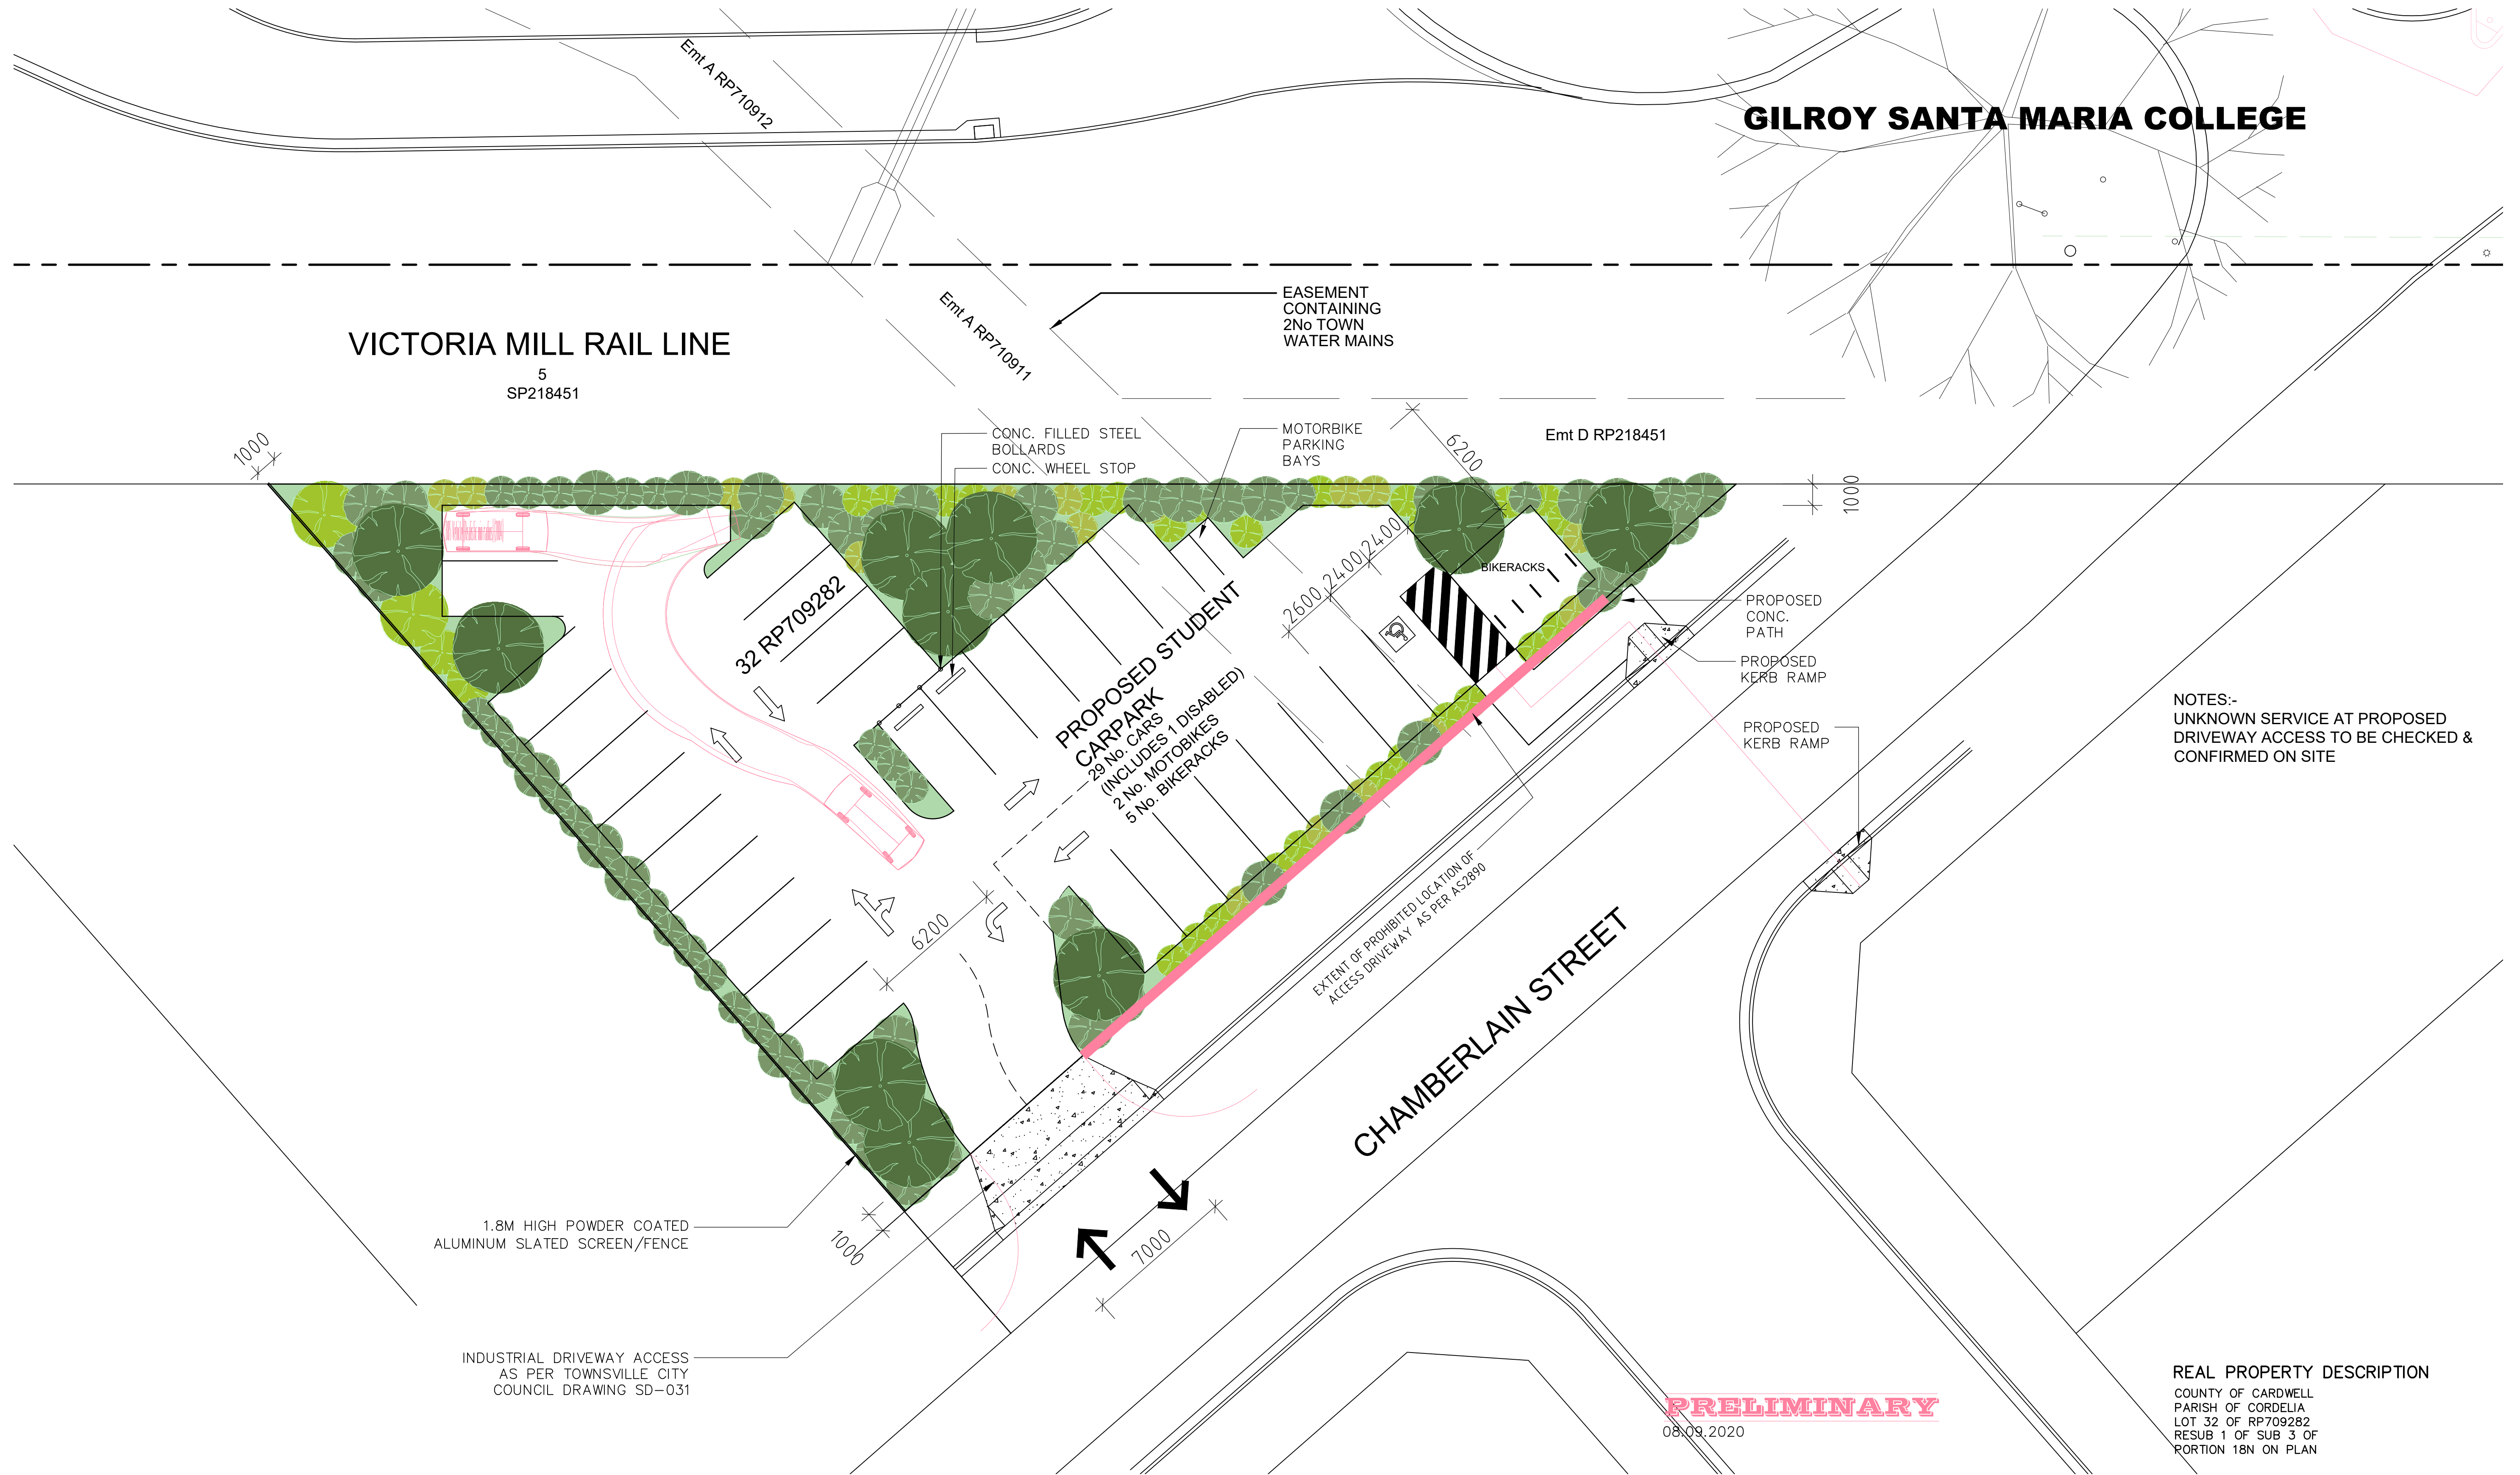 Emt A RP710912
GILROY SANTA MARIA COLLEGE
EASEMENT
CONTAINING
2No TOWN
WATER MAINS
Emt A RP710911
VICTORIA MILL RAIL LINE
5
SP218451
1000
CONC. FILLED STEEL
BOLLARDS
CONC. WHEEL STOP
MOTORBIKE
PARKING
BAYS
6200
Emt D RP218451
1000
2600
2400
2400
BIKERACKS
32 RP709282
PROPOSED STUDENT
CARPARK
29 No. CARS
(INCLUDES 1 DISABLED)
2 No. MOTOBIKES
5 No. BIKERACKS
PROPOSED
CONC.
PATH
PROPOSED
KERB RAMP
PROPOSED
KERB RAMP
NOTES:-
UNKNOWN SERVICE AT PROPOSED
DRIVEWAY ACCESS TO BE CHECKED &
CONFIRMED ON SITE
6200
EXTENT OF PROHIBITED LOCATION OF
ACCESS DRIVEWAY AS PER AS2890
CHAMBERLAIN STREET
1.8M HIGH POWDER COATED
ALUMINUM SLATED SCREEN/FENCE
1000
7000
INDUSTRIAL DRIVEWAY ACCESS
AS PER TOWNSVILLE CITY
COUNCIL DRAWING SD-031
PRELIMINARY
08.09.2020
REAL PROPERTY DESCRIPTION
COUNTY OF CARDWELL
PARISH OF CORDELIA
LOT 32 OF RP709282
RESUB 1 OF SUB 3 OF
PORTION 18N ON PLAN